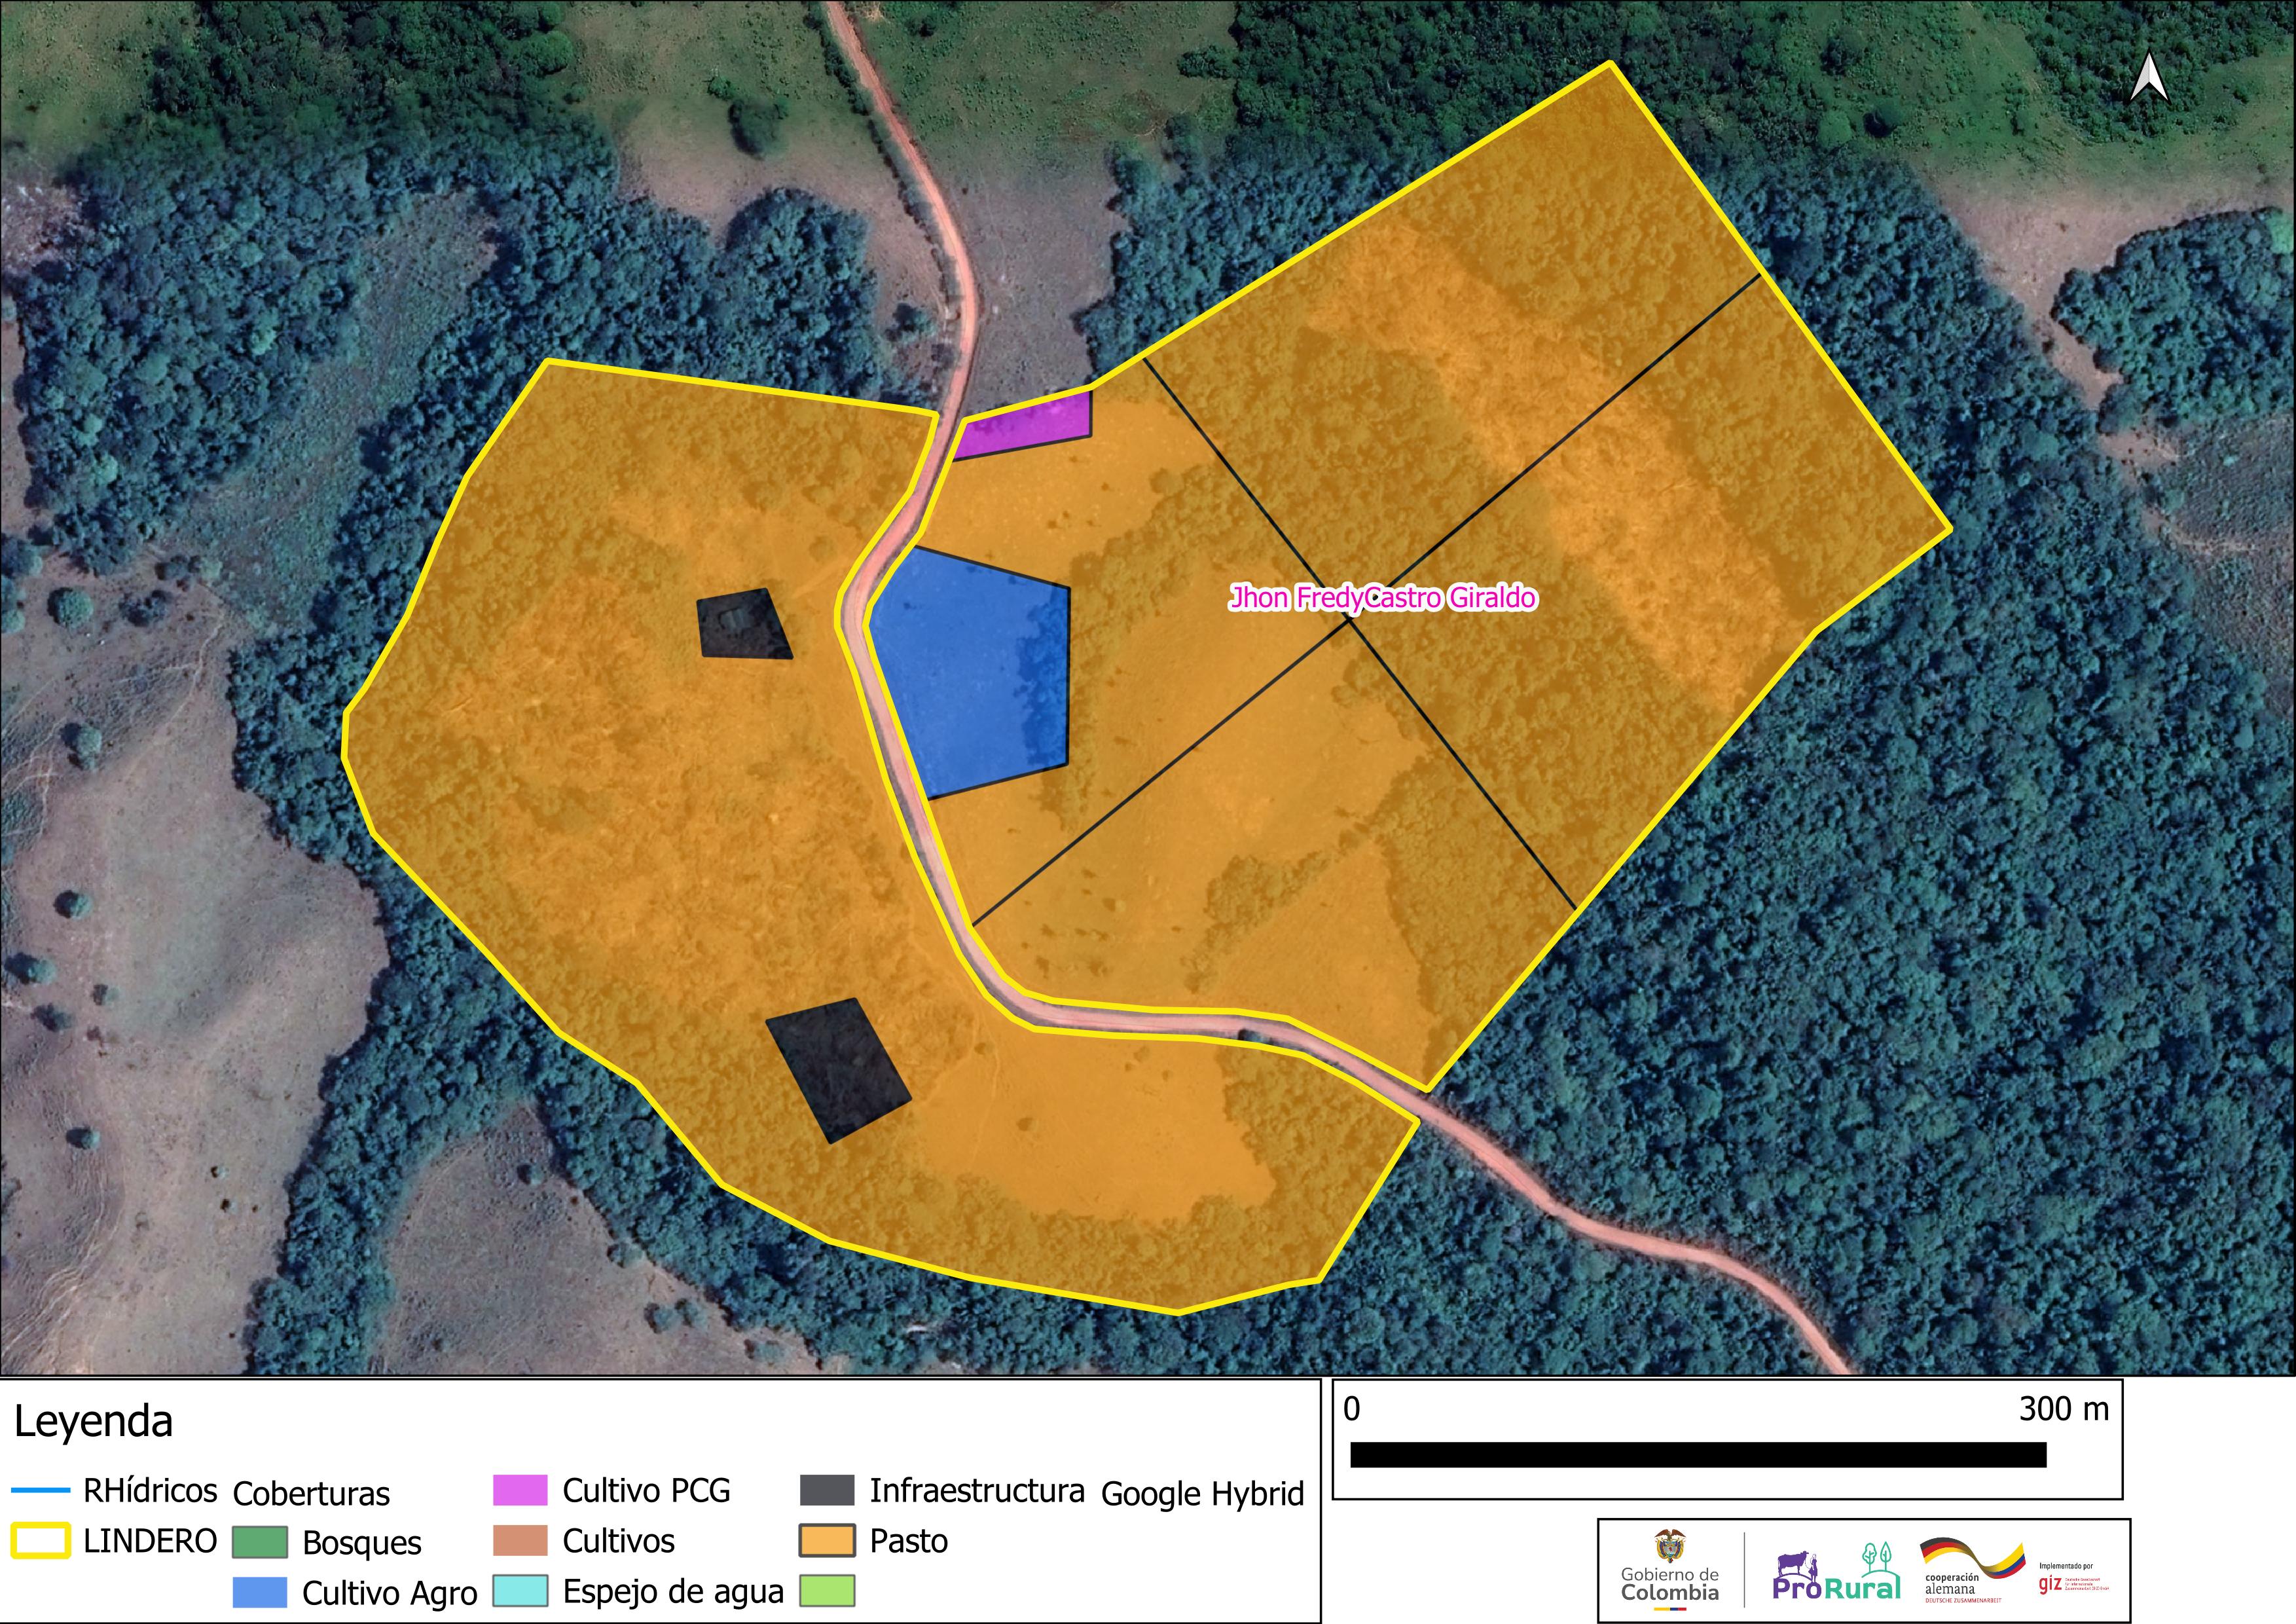 Jhon FredyCastro Giraldo
Leyenda
RHídricos
LINDERO
Coberturas
Bosques
Cultivo Agro
Cultivo PCG
Cultivos
Espejo de agua
Infraestructura
Pasto
Google Hybrid
0 300 m
Gobierno de
Colombia
ProRural
cooperación
alemana
DEUTSCHE ZUSAMMENARBEIT
Implementado por
giz